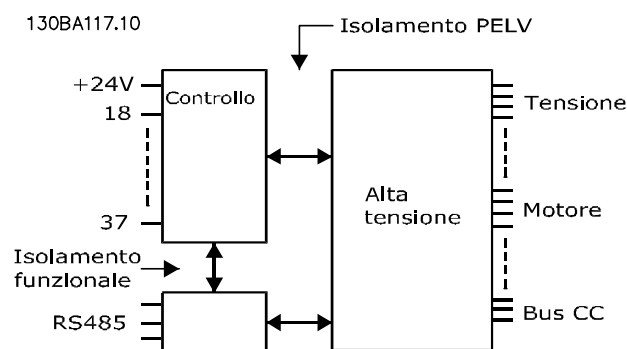 130BA117.10
Isolamento PELV
+24V
Controllo
18
37
Tensione
Alta
tensione
Motore
Isolamento
funzionale
RS485
Bus CC